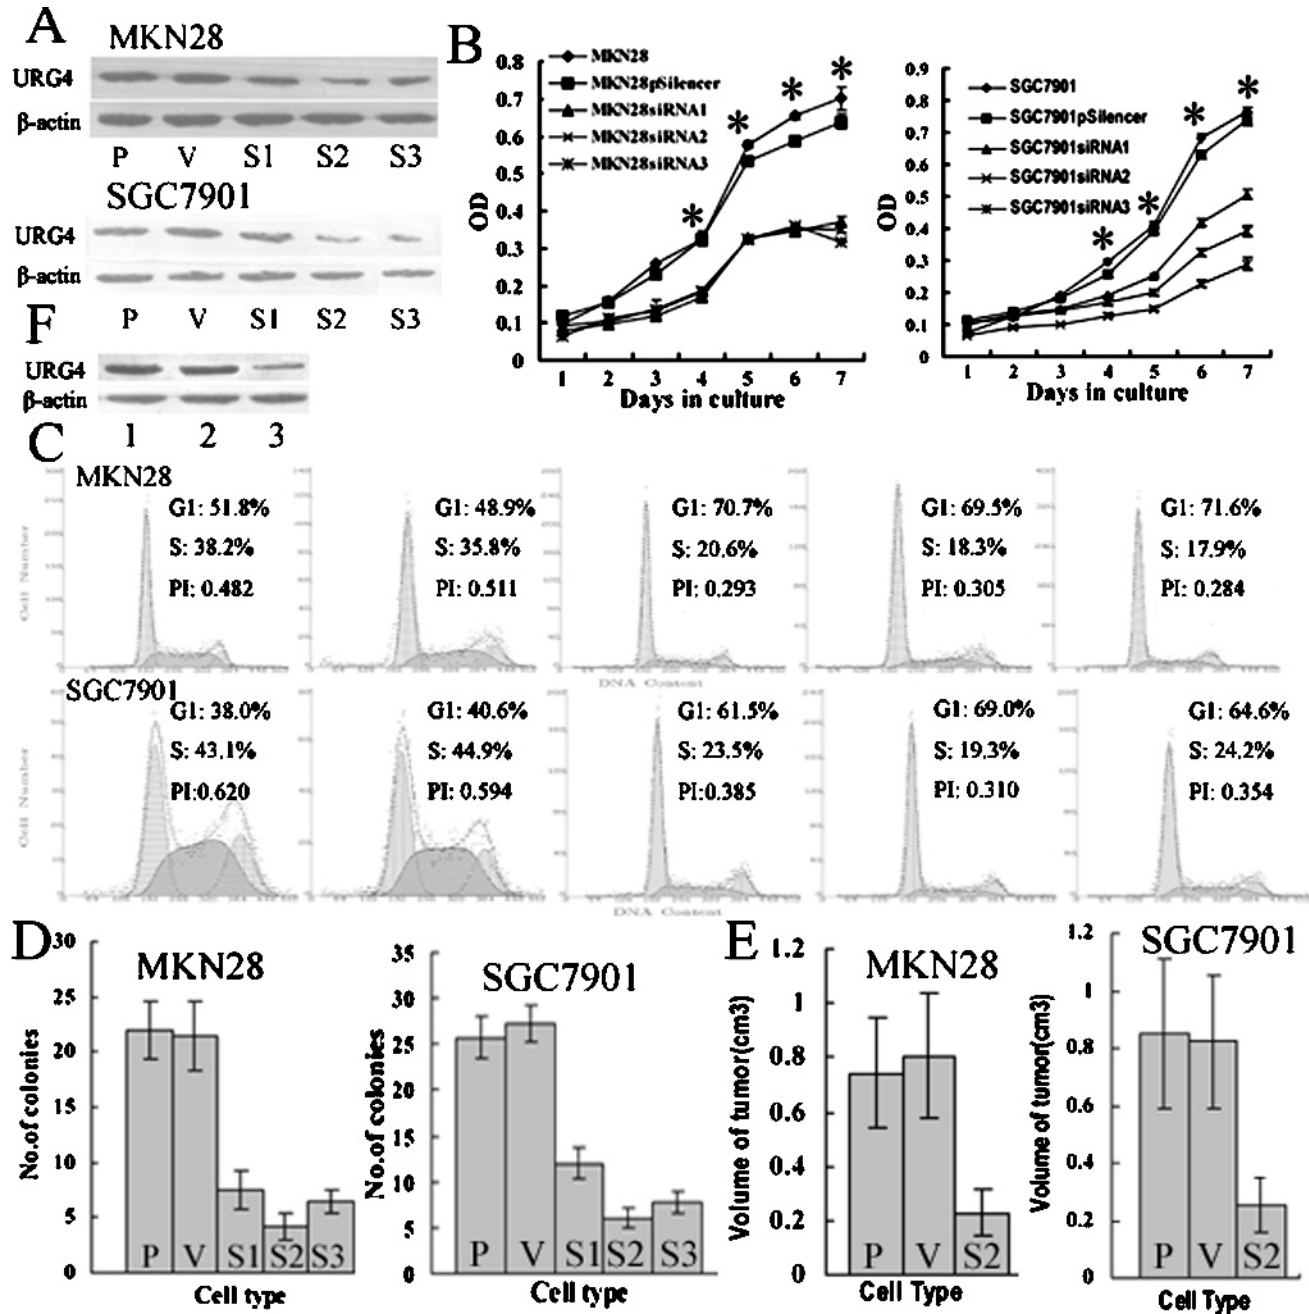 A
MKN28
URG4
β-actin
P V S1 S2 S3
SGC7901
URG4
β-actin
P V S1 S2 S3
F
URG4
β-actin
1 2 3
B
OD
0.8
0.7
0.6
0.5
0.4
0.3
0.2
0.1
0
MKN28
MKN28pSilencer
MKN28siRNA1
MKN28siRNA2
MKN28siRNA3
* * * *
1 2 3 4 5 6 7
Days in culture
OD
0.9
0.8
0.7
0.6
0.5
0.4
0.3
0.2
0.1
0
SGC7901
SGC7901pSilencer
SGC7901siRNA1
SGC7901siRNA2
SGC7901siRNA3
* * * *
1 2 3 4 5 6 7
Days in culture
C
MKN28
Cell Number
G1: 51.8%
S: 38.2%
PI: 0.482
G1: 48.9%
S: 35.8%
PI: 0.511
G1: 70.7%
S: 20.6%
PI: 0.293
G1: 69.5%
S: 18.3%
PI: 0.305
G1: 71.6%
S: 17.9%
PI: 0.284
DNA Content
SGC7901
Cell Number
G1: 38.0%
S: 43.1%
PI:0.620
G1: 40.6%
S: 44.9%
PI: 0.594
G1: 61.5%
S: 23.5%
PI:0.385
G1: 69.0%
S: 19.3%
PI: 0.310
G1: 64.6%
S: 24.2%
PI: 0.354
DNA Content
D
MKN28
No.of colonies
30
25
20
15
10
5
0
P V S1 S2 S3
Cell type
SGC7901
No.of colonies
35
30
25
20
15
10
5
0
P V S1 S2 S3
Cell type
E
MKN28
Volume of tumor(cm3)
1.2
1
0.8
0.6
0.4
0.2
0
P V S2
Cell Type
SGC7901
Volume of tumor(cm3)
1.2
1
0.8
0.6
0.4
0.2
0
P V S2
Cell Type